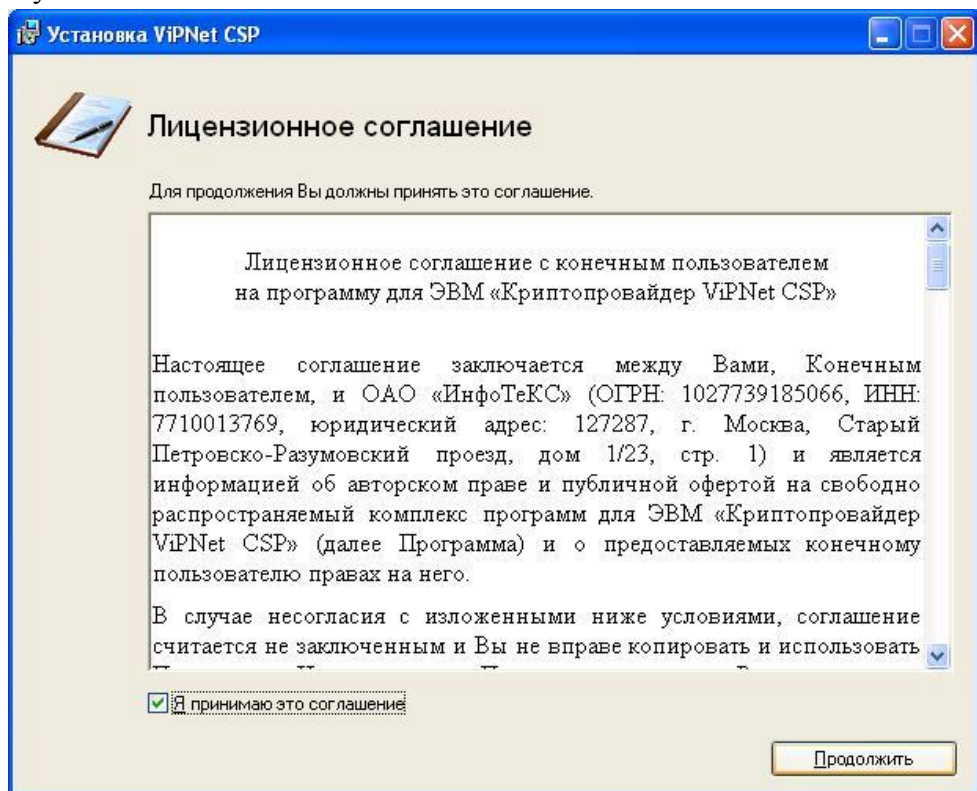 Установка ViPNet CSP
Лицензионное соглашение
Для продолжения Вы должны принять это соглашение.
Лицензионное соглашение с конечным пользователем
на программу для ЭВМ «Криптопровайдер ViPNet CSP»
Настоящее соглашение заключается между Вами, Конечным
пользователем, и ОАО «ИнфоТеКС» (ОГРН: 1027739185066, ИНН:
7710013769, юридический адрес: 127287, г. Москва, Старый
Петровско-Разумовский проезд, дом 1/23, стр. 1) и является
информацией об авторском праве и публичной офертой на свободно
распространяемый комплекс программ для ЭВМ «Криптопровайдер
ViPNet CSP» (далее Программа) и о предоставляемых конечному
пользователю правах на него.
В случае несогласия с изложенными ниже условиями, соглашение
считается не заключенным и Вы не вправе копировать и использовать
Я принимаю это соглашение
Продолжить